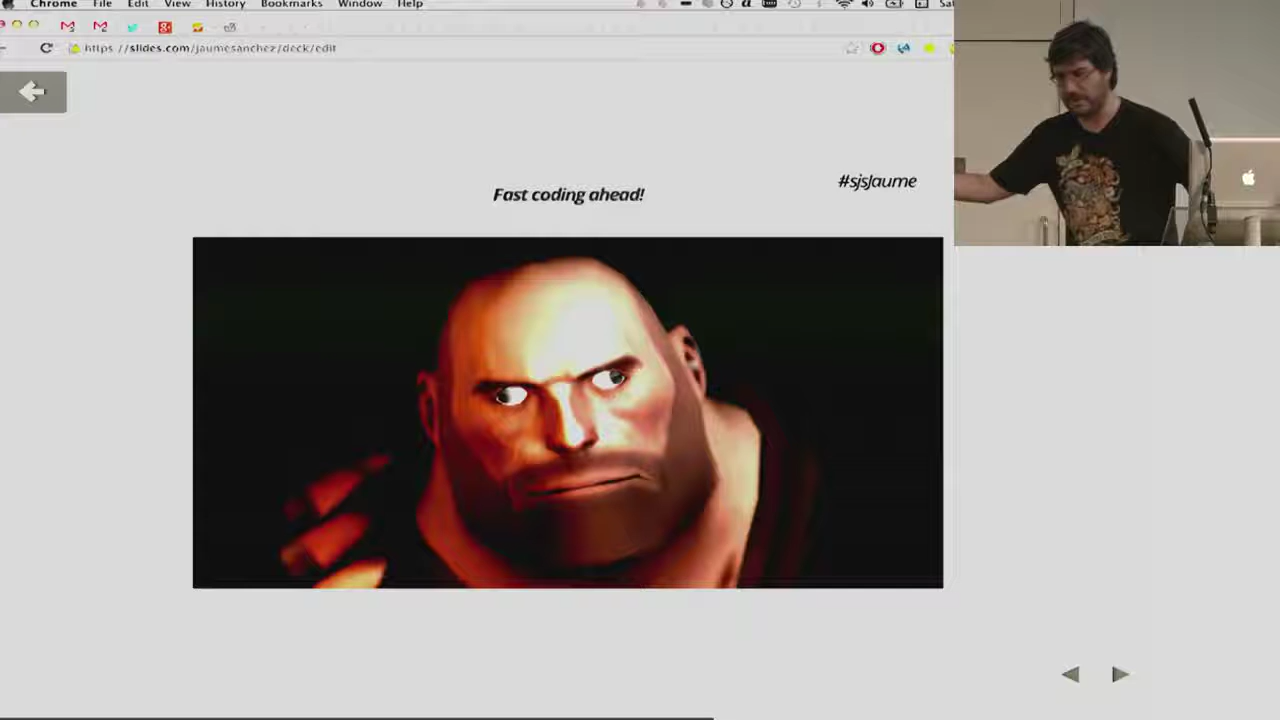 Chrome File Edit View History Bookmarks Window Help
https://slides.com/jaumesanchez/deck/edit
#sjsJaume
Fast coding ahead!